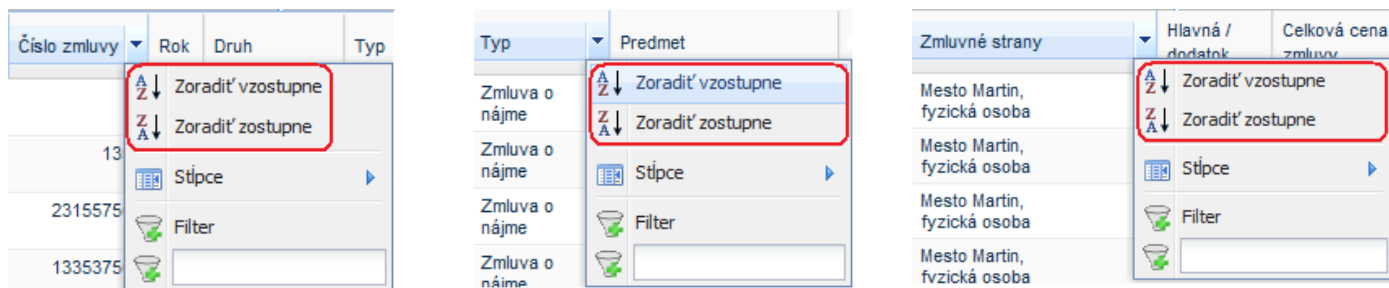 Číslo zmluvy Rok Druh Typ
Zoradiť vzostupne
Zoradiť zostupne
13
Stĺpce
2315575
Filter
1335375
Typ Predmet
Zoradiť vzostupne
Zmluva o
nájme
Zoradiť zostupne
Zmluva o
nájme
Stĺpce
Zmluva o
nájme
Filter
Zmluva o
nájme
Zmluvné strany
Hlavná /
dodatok
Celková cena
zmluvy
Zoradiť vzostupne
Mesto Martin,
fyzická osoba
Zoradiť zostupne
Mesto Martin,
fyzická osoba
Stĺpce
Mesto Martin,
fyzická osoba
Filter
Mesto Martin,
fyzická osoba